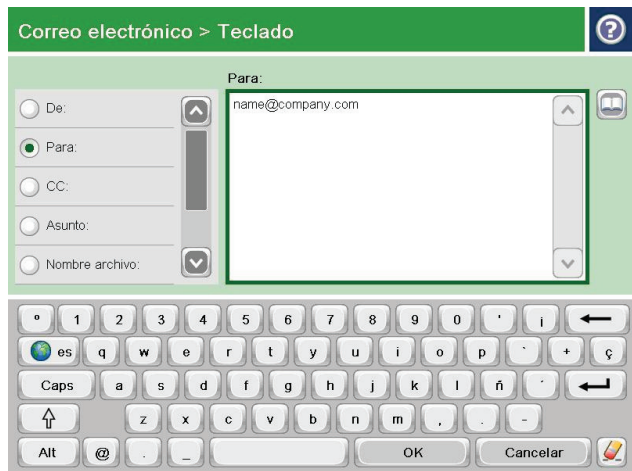 Correo electrónico > Teclado
?
Para:
De:
name@company.com
Para:
CC:
Asunto:
Nombre archivo:
º 1 2 3 4 5 6 7 8 9 0 ' ¡
es q w e r t y u i o p ` + ç
Caps a s d f g h j k l ñ ´
z x c v b n m , . -
Alt @ . _ OK Cancelar